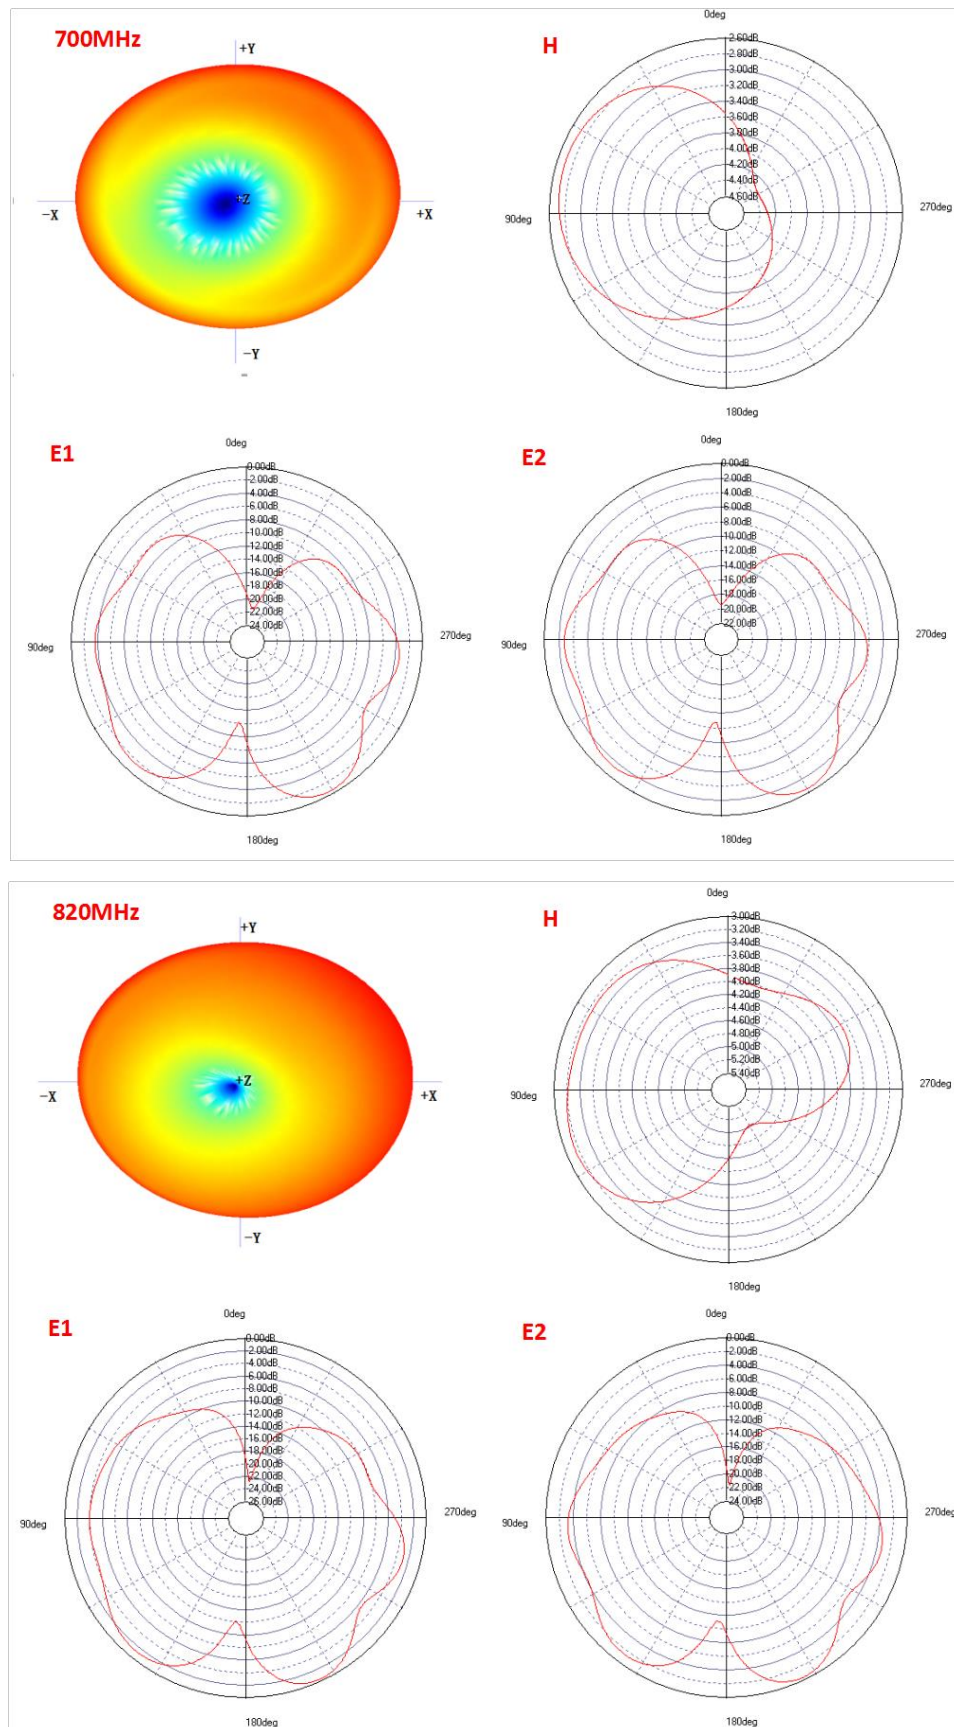 700MHz
+Y
-X
+Z
+X
-Y
H
0deg
2.60dB
2.80dB
3.00dB
3.20dB
3.40dB
3.60dB
3.80dB
4.00dB
4.20dB
4.40dB
4.60dB
90deg
270deg
180deg
E1
0deg
0.00dB
2.00dB
4.00dB
6.00dB
8.00dB
10.00dB
12.00dB
14.00dB
16.00dB
18.00dB
20.00dB
22.00dB
24.00dB
90deg
270deg
180deg
E2
0deg
0.00dB
2.00dB
4.00dB
6.00dB
8.00dB
10.00dB
12.00dB
14.00dB
16.00dB
18.00dB
20.00dB
22.00dB
90deg
270deg
180deg
820MHz
+Y
-X
+Z
+X
-Y
H
0deg
3.00dB
3.20dB
3.40dB
3.60dB
3.80dB
4.00dB
4.20dB
4.40dB
4.60dB
4.80dB
5.00dB
5.20dB
5.40dB
90deg
270deg
180deg
E1
0deg
0.00dB
2.00dB
4.00dB
6.00dB
8.00dB
10.00dB
12.00dB
14.00dB
16.00dB
18.00dB
20.00dB
22.00dB
24.00dB
26.00dB
90deg
270deg
180deg
E2
0deg
0.00dB
2.00dB
4.00dB
6.00dB
8.00dB
10.00dB
12.00dB
14.00dB
16.00dB
18.00dB
20.00dB
22.00dB
24.00dB
90deg
270deg
180deg